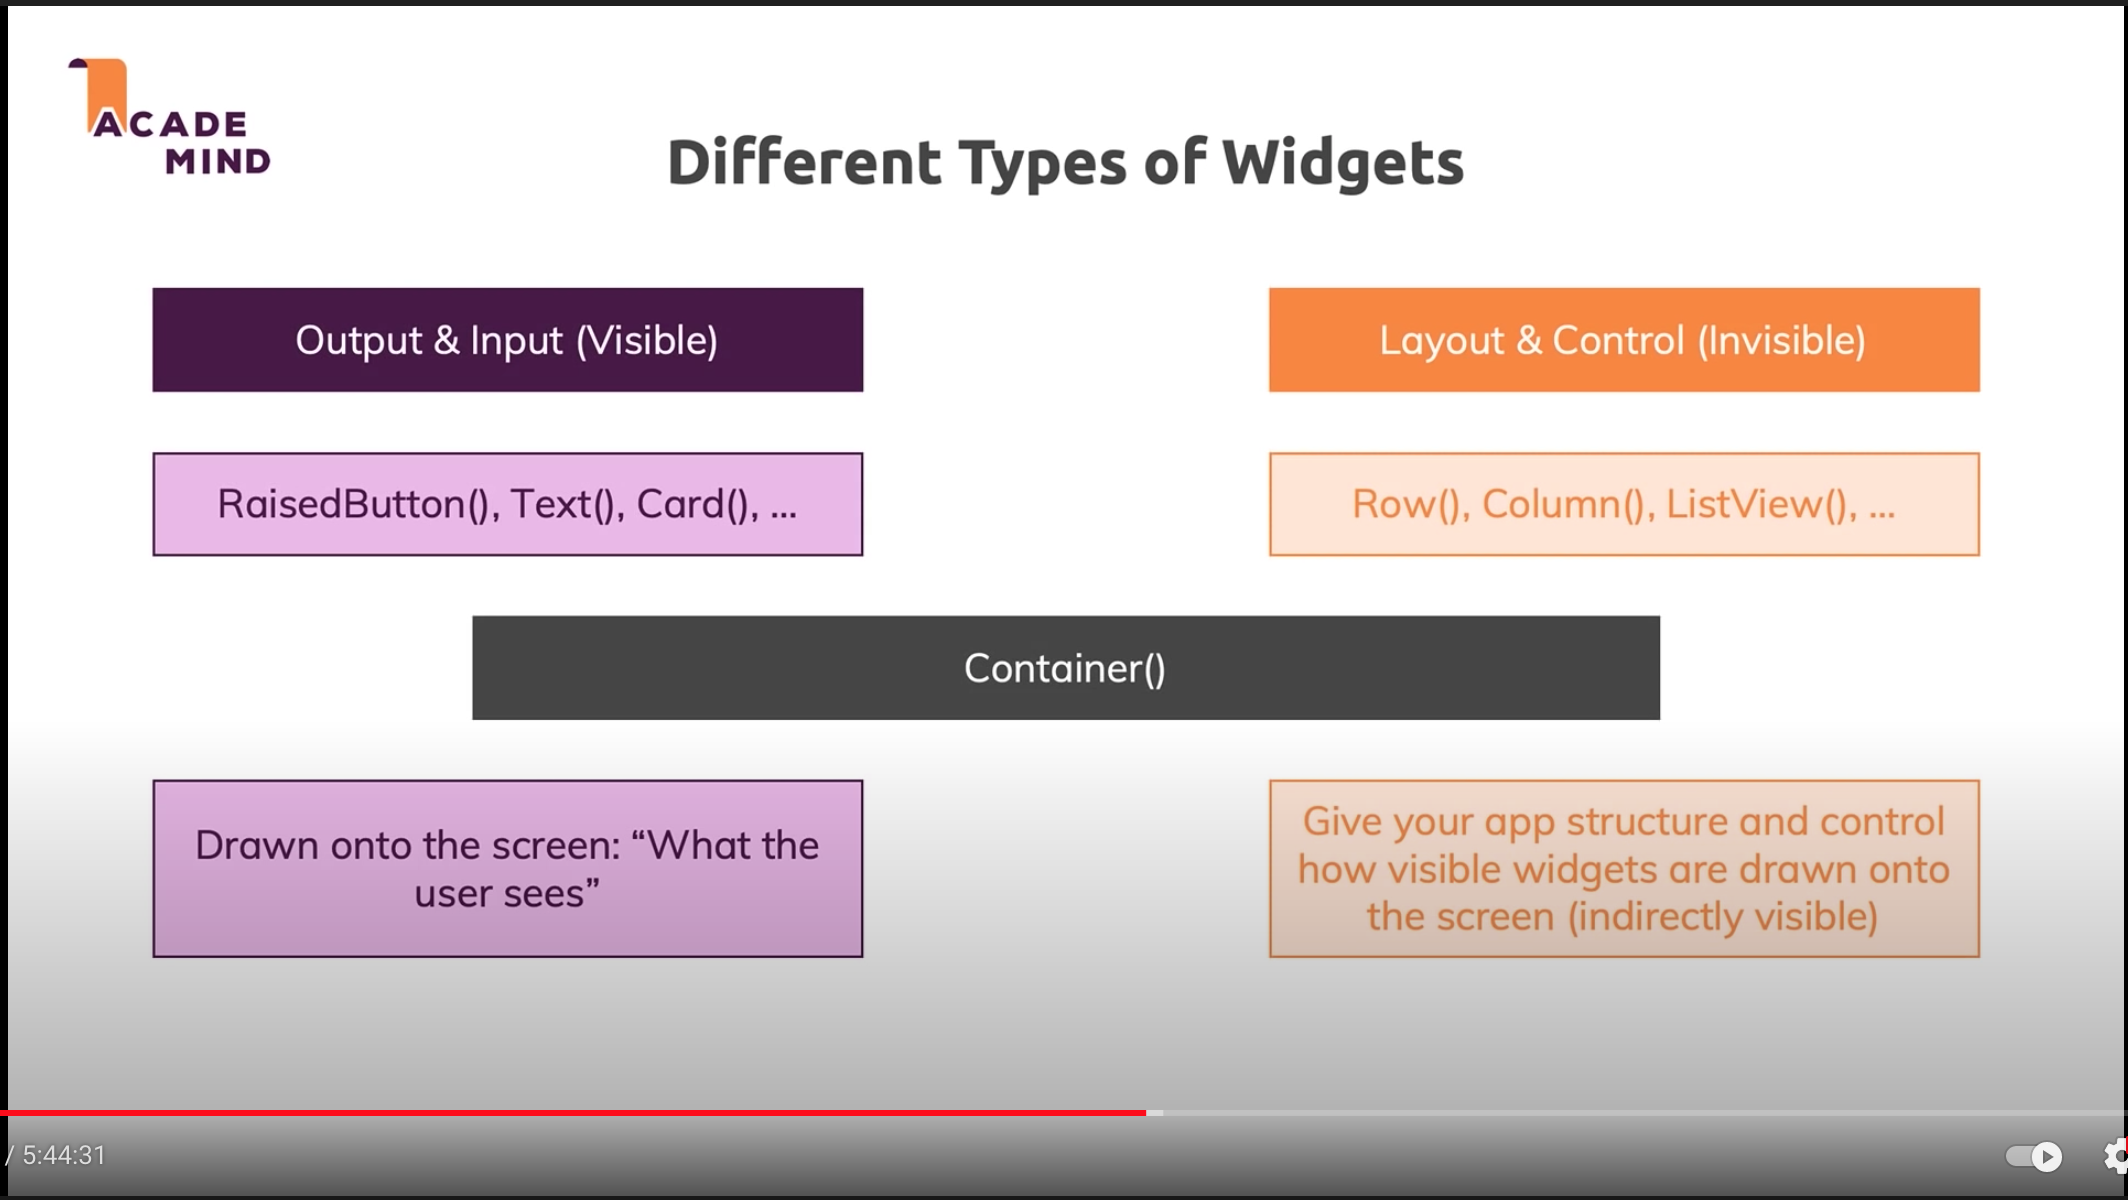 ACADE
MIND
Different Types of Widgets
Output & Input (Visible)
Layout & Control (Invisible)
RaisedButton(), Text(), Card(), ...
Row(), Column(), ListView(), ...
Container()
Drawn onto the screen: “What the
user sees”
Give your app structure and control
how visible widgets are drawn onto
the screen (indirectly visible)
/ 5:44:31